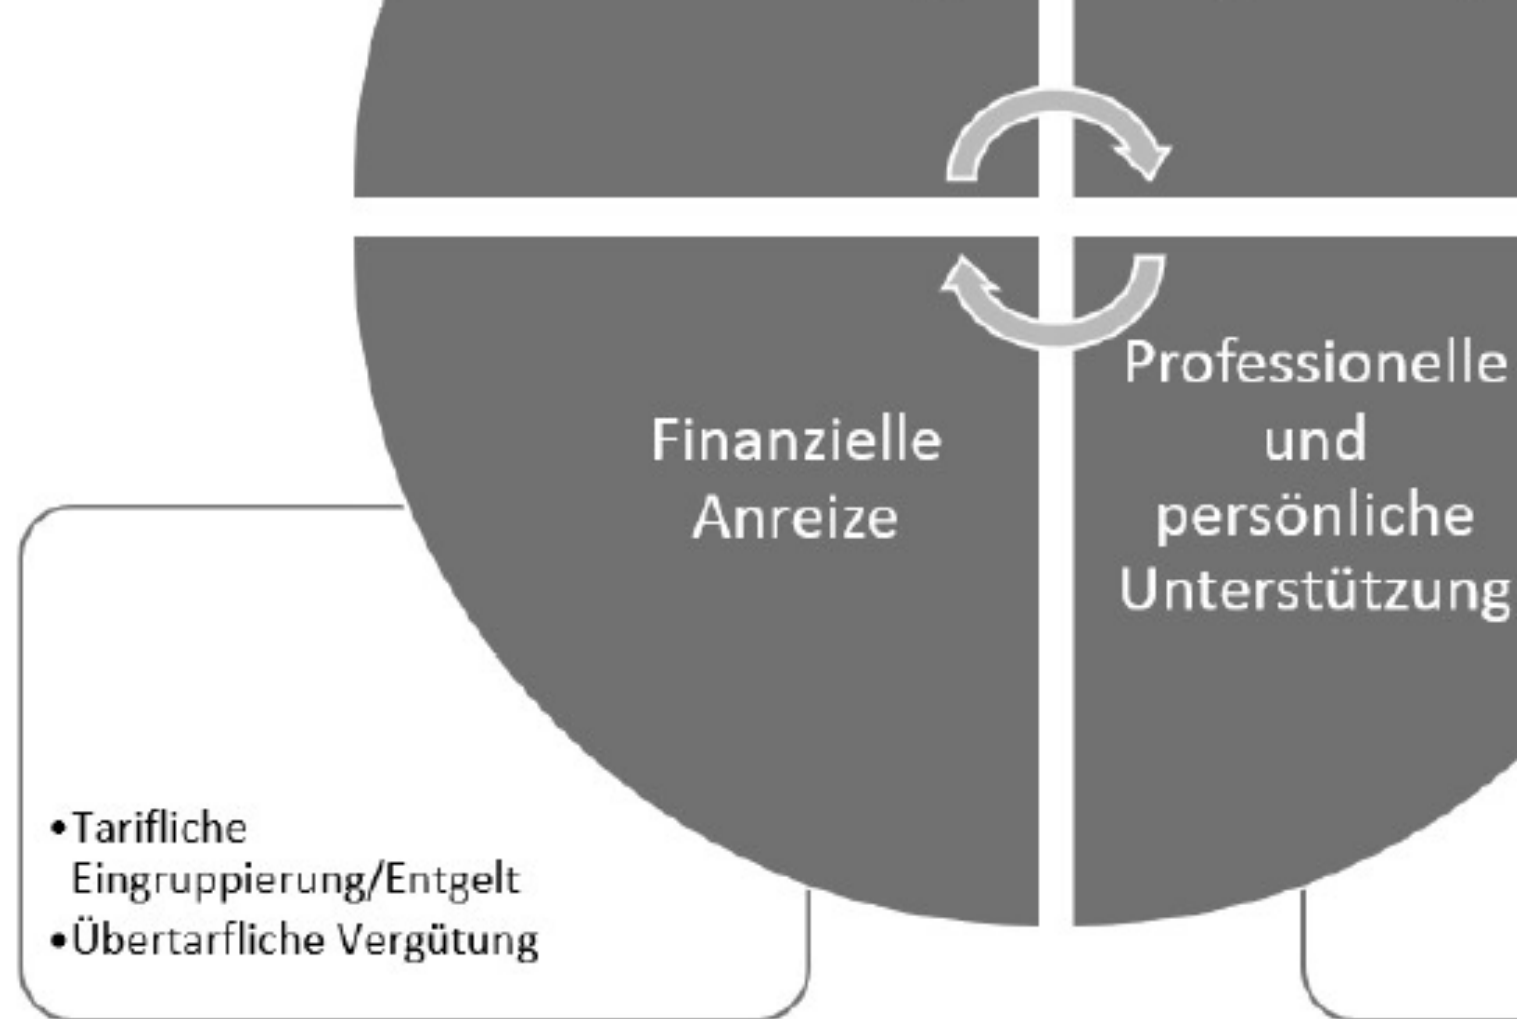 Finanzielle
Anreize
Professionelle
und
persönliche
Unterstützung
•Tarifliche
Eingruppierung/Entgelt
•Übertarfliche Vergütung